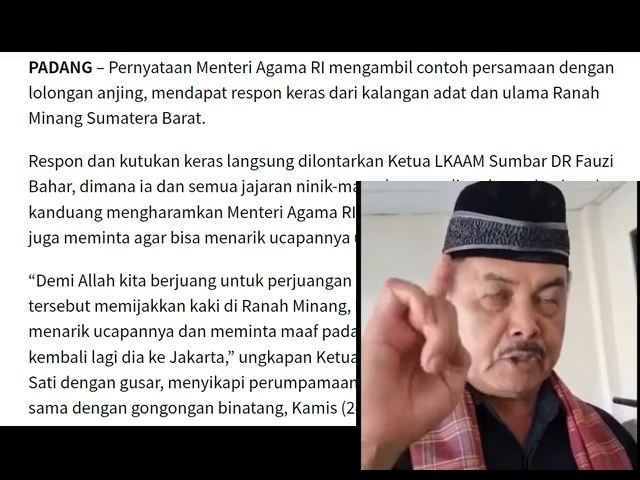 PADANG – Pernyataan Menteri Agama RI mengambil contoh persamaan dengan
lolongan anjing, mendapat respon keras dari kalangan adat dan ulama Ranah
Minang Sumatera Barat.
Respon dan kutukan keras langsung dilontarkan Ketua LKAAM Sumbar DR Fauzi
Bahar, dimana ia dan semua jajaran
kanduang mengharamkan Menteri Agama RI
juga meminta agar bisa menarik ucapannya
“Demi Allah kita berjuang untuk perjuangan
tersebut memijakkan kaki di Ranah Minang,
menarik ucapannya dan meminta maaf pada
kembali lagi dia ke Jakarta,” ungkapan Ketua
Sati dengan gusar, menyikapi perumpamaan
sama dengan gongongan binatang, Kamis